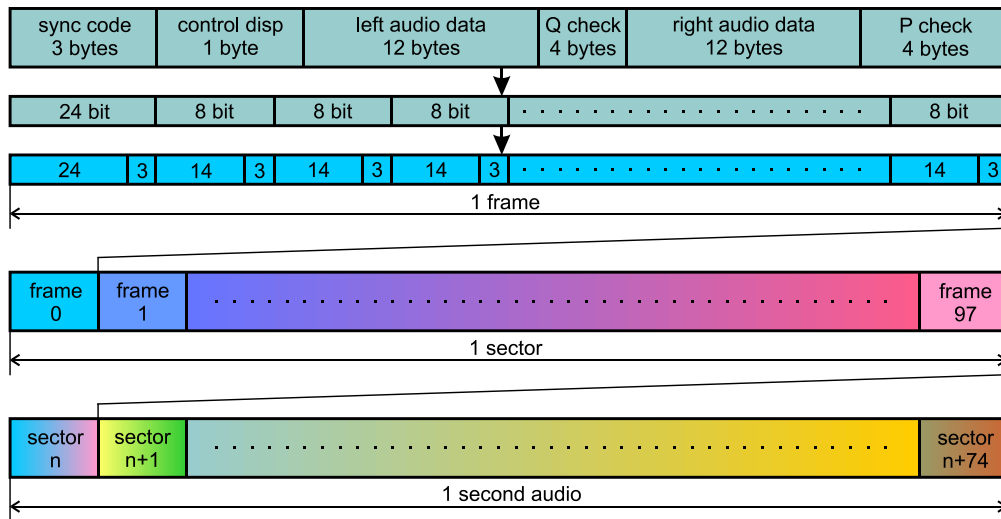 sync code control disp left audio data Q check right audio data P check
3 bytes 1 byte 12 bytes 4 bytes 12 bytes 4 bytes
24 bit 8 bit 8 bit 8 bit 8 bit
24 3 14 3 14 3 14 3 14 3
1 frame
frame frame frame
0 1 97
1 sector
sector sector sector
n n+1 n+74
1 second audio